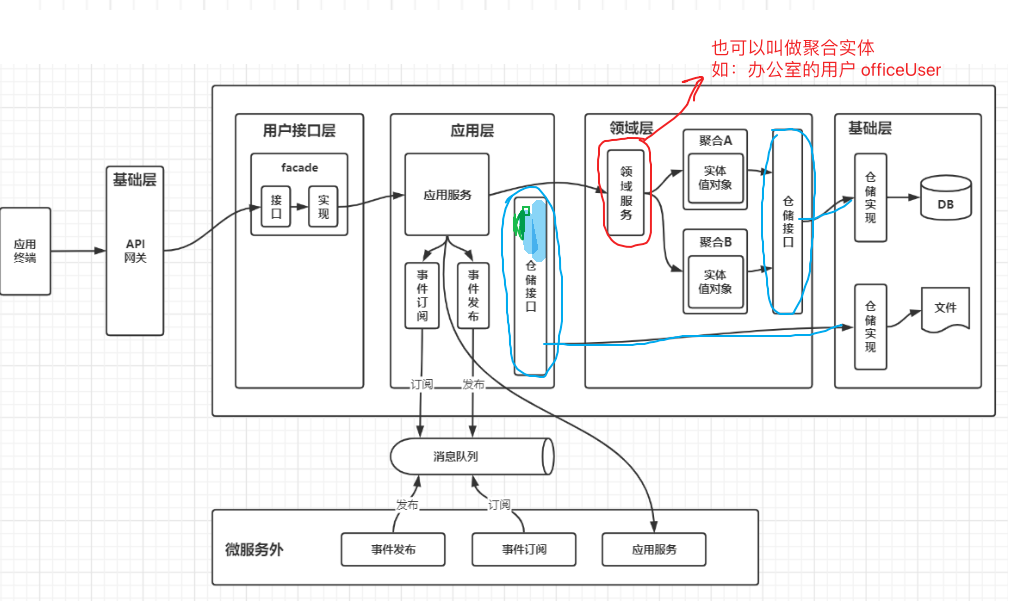 也可以叫做聚合实体
如：办公室的用户 officeUser
用户接口层
应用层
领域层
基础层
基础层
API
网关
应用
终端
facade
接口
实现
应用服务
事件订阅
事件发布
仓储接口
领域服务
聚合A
实体
值对象
聚合B
实体
值对象
仓储接口
仓储实现
DB
仓储实现
文件
订阅
发布
消息队列
发布
订阅
微服务外
事件发布
事件订阅
应用服务